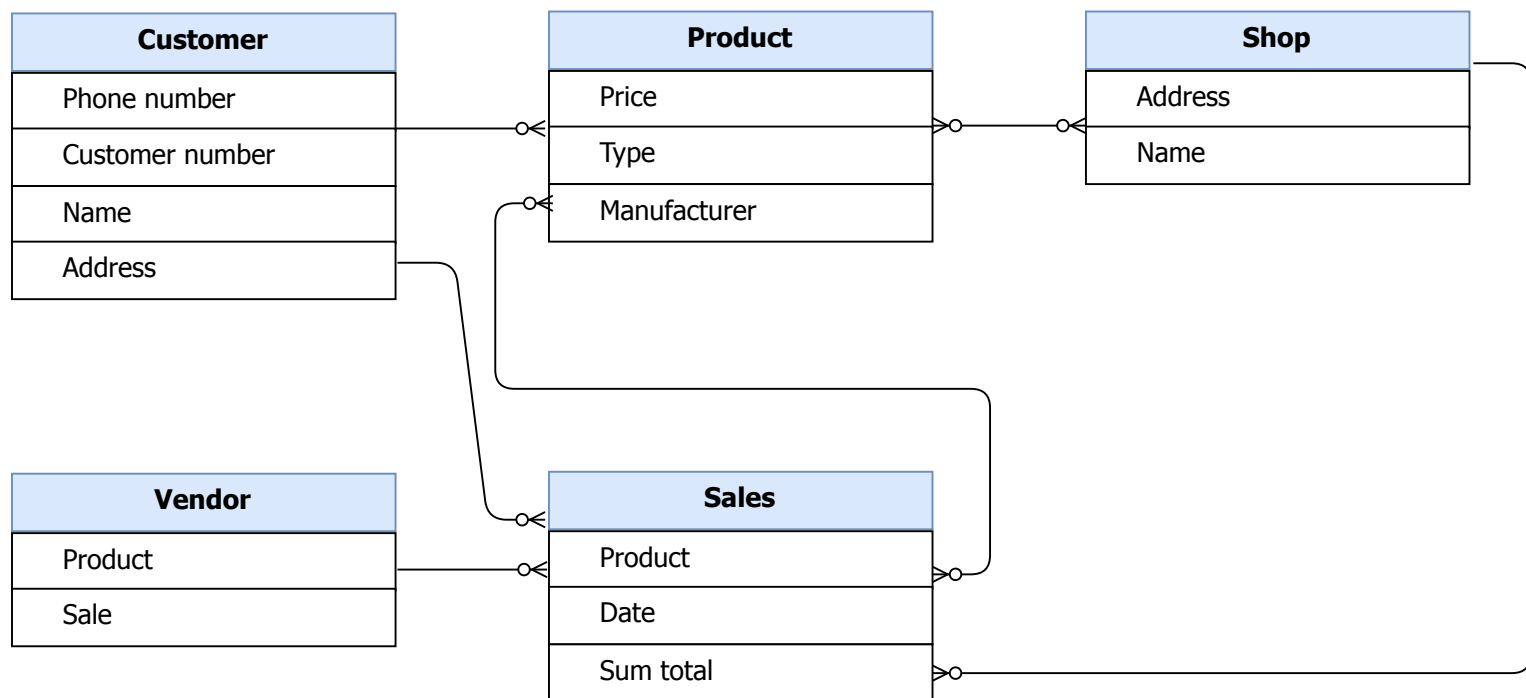 Customer
Phone number
Customer number
Name
Address
Product
Price
Type
Manufacturer
Shop
Address
Name
Vendor
Product
Sale
Sales
Product
Date
Sum total